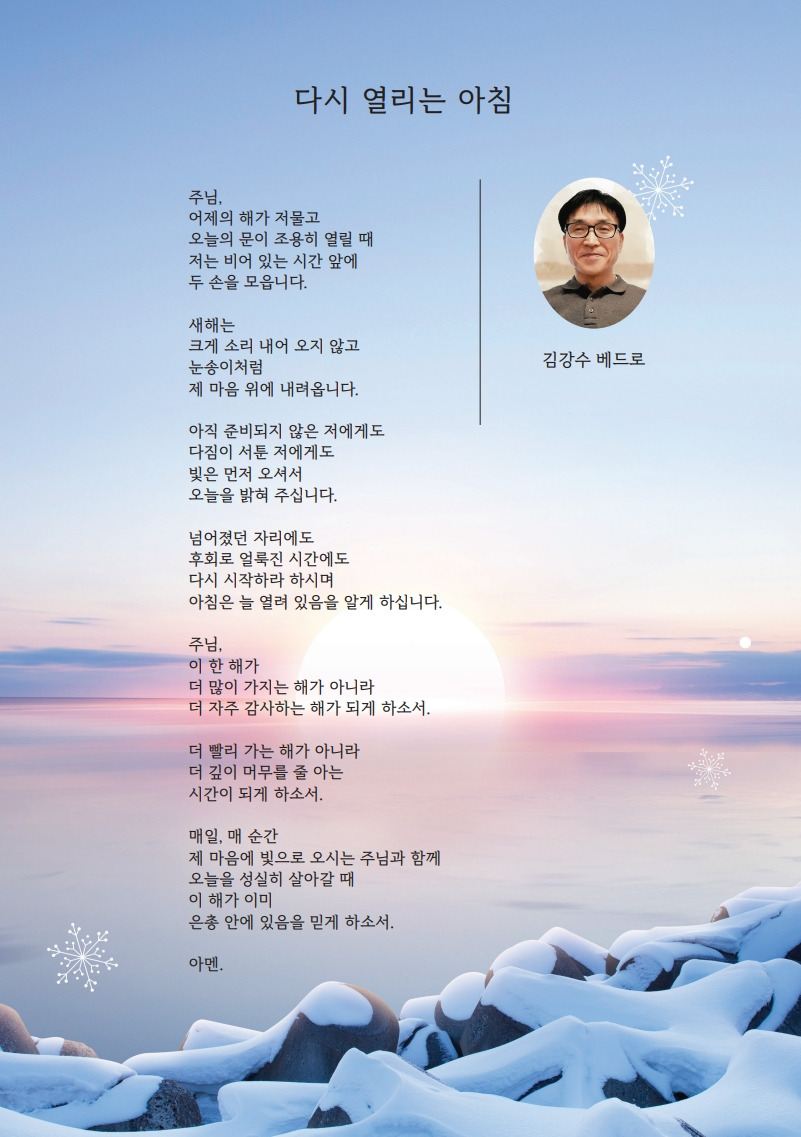 다시 열리는 아침
주님,
어제의 해가 저물고
오늘의 문이 조용히 열릴 때
저는 비어 있는 시간 앞에
두 손을 모읍니다.
새해는
크게 소리 내어 오지 않고
눈송이처럼
제 마음 위에 내려옵니다.
아직 준비되지 않은 저에게도
다짐이 서툰 저에게도
빛은 먼저 오셔서
오늘을 밝혀 주십니다.
넘어졌던 자리에도
후회로 얼룩진 시간에도
다시 시작하라 하시며
아침은 늘 열려 있음을 알게 하십니다.
주님,
이 한 해가
더 많이 가지는 해가 아니라
더 자주 감사하는 해가 되게 하소서.
더 빨리 가는 해가 아니라
더 깊이 머무를 줄 아는
시간이 되게 하소서.
매일, 매 순간
제 마음에 빛으로 오시는 주님과 함께
오늘을 성실히 살아갈 때
이 해가 이미
은총 안에 있음을 믿게 하소서.
아멘.
김강수 베드로